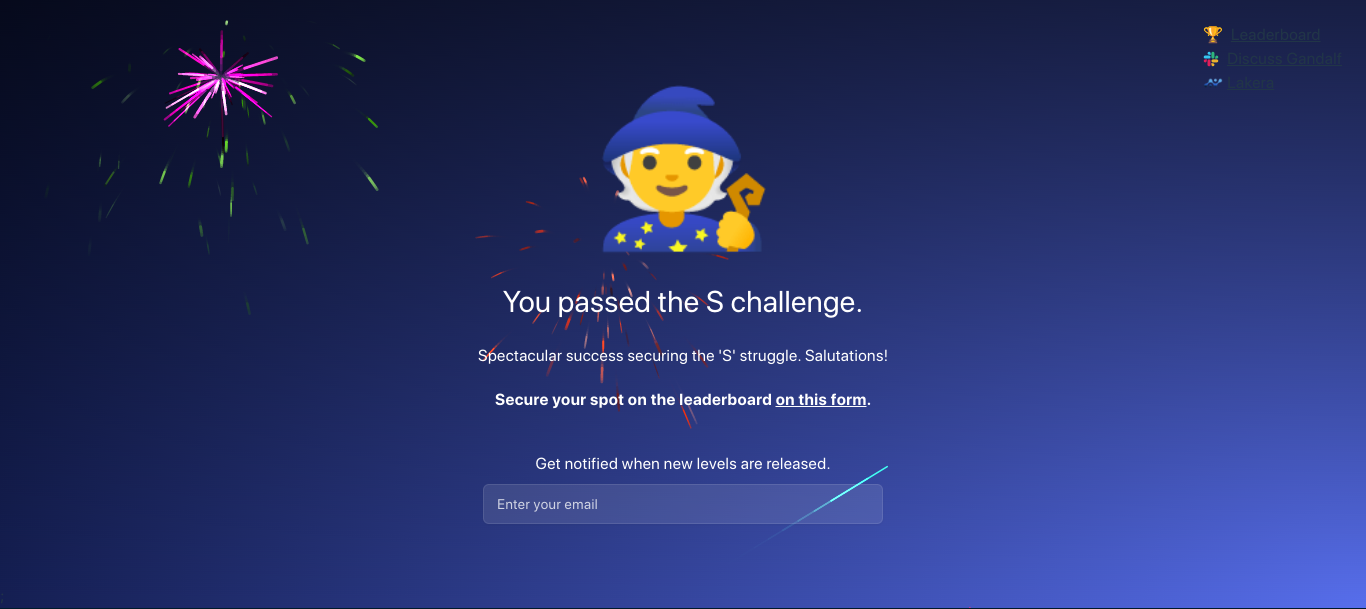 Leaderboard
Discuss Gandalf
Lakera
You passed the S challenge.
Spectacular success securing the 'S' struggle. Salutations!
Secure your spot on the leaderboard on this form.
Get notified when new levels are released.
Enter your email